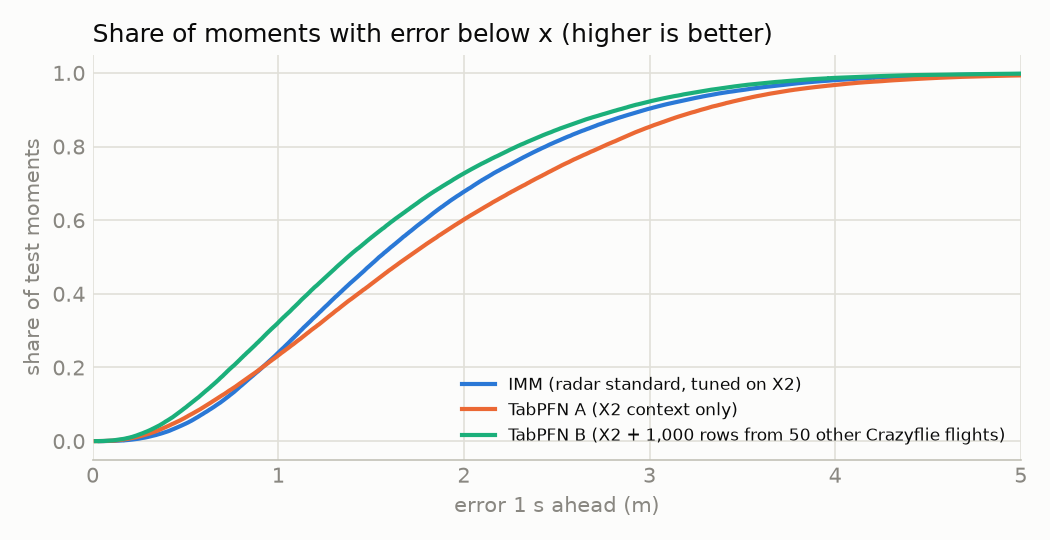 Share of moments with error below x (higher is better)
1.0
0.8
0.6
0.4
0.2
0.0
share of test moments
IMM (radar standard, tuned on X2)
TabPFN A (X2 context only)
TabPFN B (X2 + 1,000 rows from 50 other Crazyflie flights)
0 1 2 3 4 5
error 1 s ahead (m)